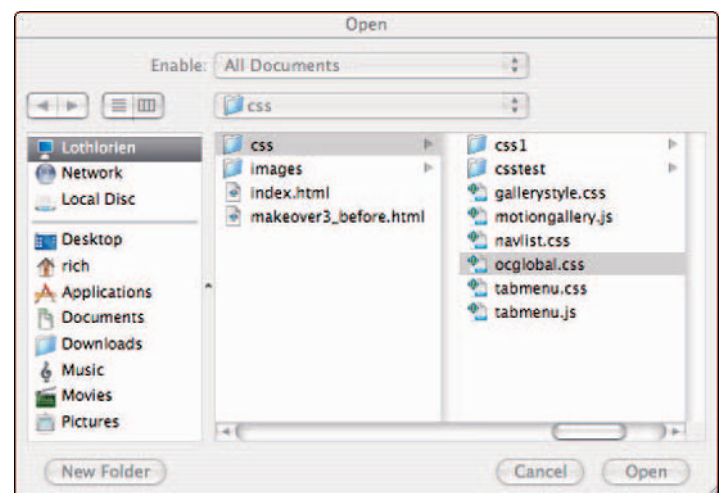 Open
Enable: All Documents
css
Lothlorien
Network
Local Disc
Desktop
rich
Applications
Documents
Downloads
Music
Movies
Pictures
css
images
index.html
makeover3_before.html
css1
csstest
gallerystyle.css
motiongallery.js
navlist.css
ocglobal.css
tabmenu.css
tabmenu.js
New Folder
Cancel
Open